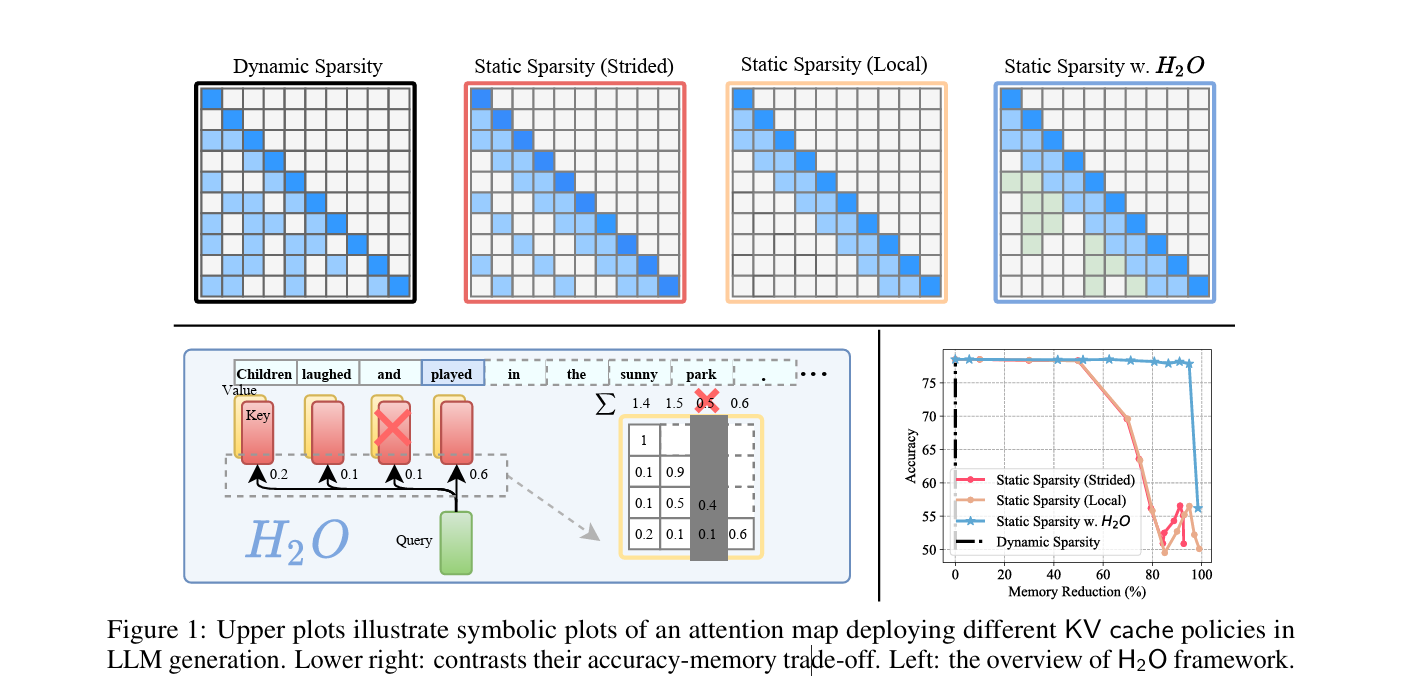 Dynamic Sparsity
Static Sparsity (Strided)
Static Sparsity (Local)
Static Sparsity w. H₂O
Children laughed and played in the sunny park . •••
Value
Key
0.2 0.1 0.1 0.6
H₂O
Query
∑ 1.4 1.5 0.5 0.6
1
0.1 0.9
0.1 0.5 0.4
0.2 0.1 0.1 0.6
Accuracy
75
70
65
60
55
50
Static Sparsity (Strided)
Static Sparsity (Local)
Static Sparsity w. H₂O
Dynamic Sparsity
0 20 40 60 80 100
Memory Reduction (%)
Figure 1: Upper plots illustrate symbolic plots of an attention map deploying different KV cache policies in
LLM generation. Lower right: contrasts their accuracy-memory trade-off. Left: the overview of H₂O framework.